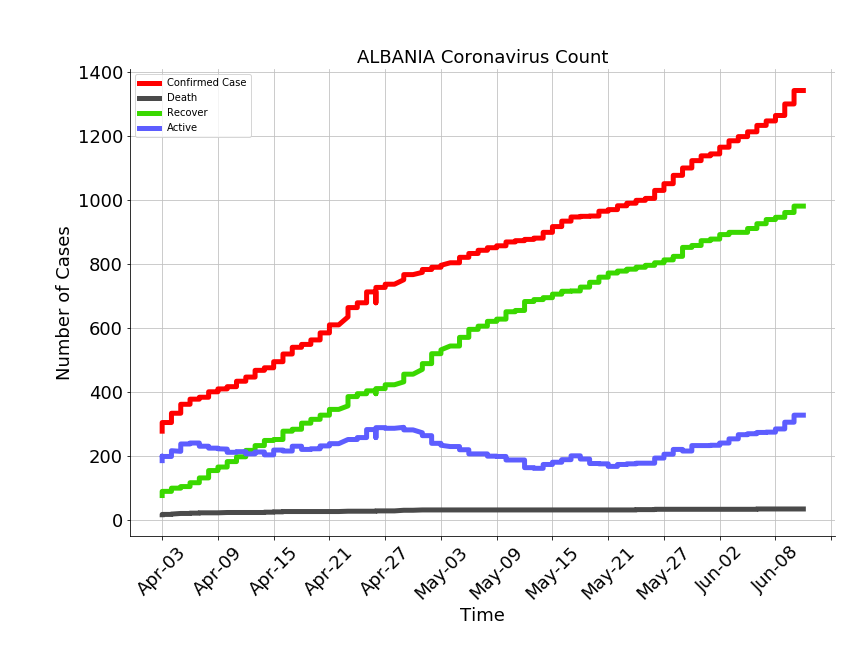 ALBANIA Coronavirus Count
Confirmed Case
Death
Recover
Active
Number of Cases
1400
1200
1000
800
600
400
200
0
Apr-03
Apr-09
Apr-15
Apr-21
Apr-27
May-03
May-09
May-15
May-21
May-27
Jun-02
Jun-08
Time